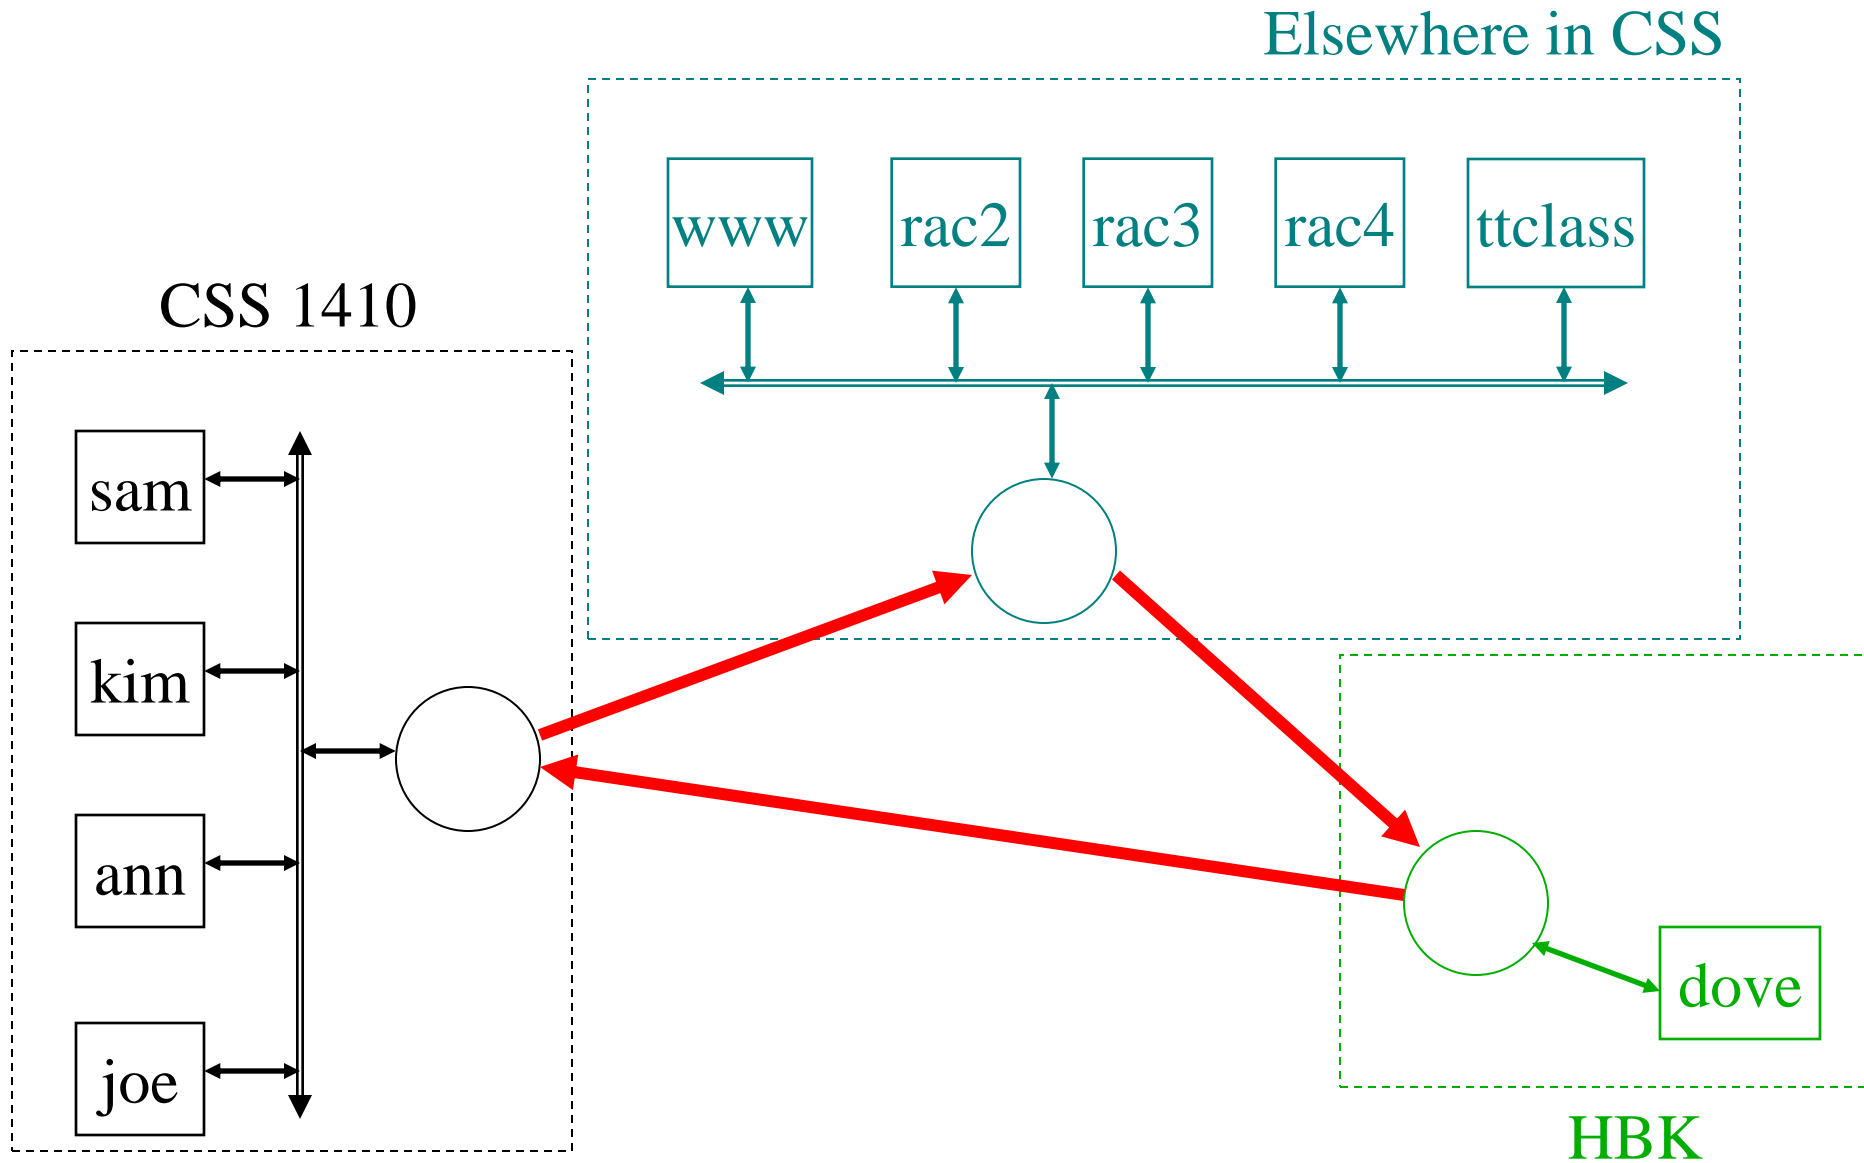 Elsewhere in CSS
www
rac2
rac3
rac4
ttclass
CSS 1410
sam
kim
ann
joe
dove
HBK